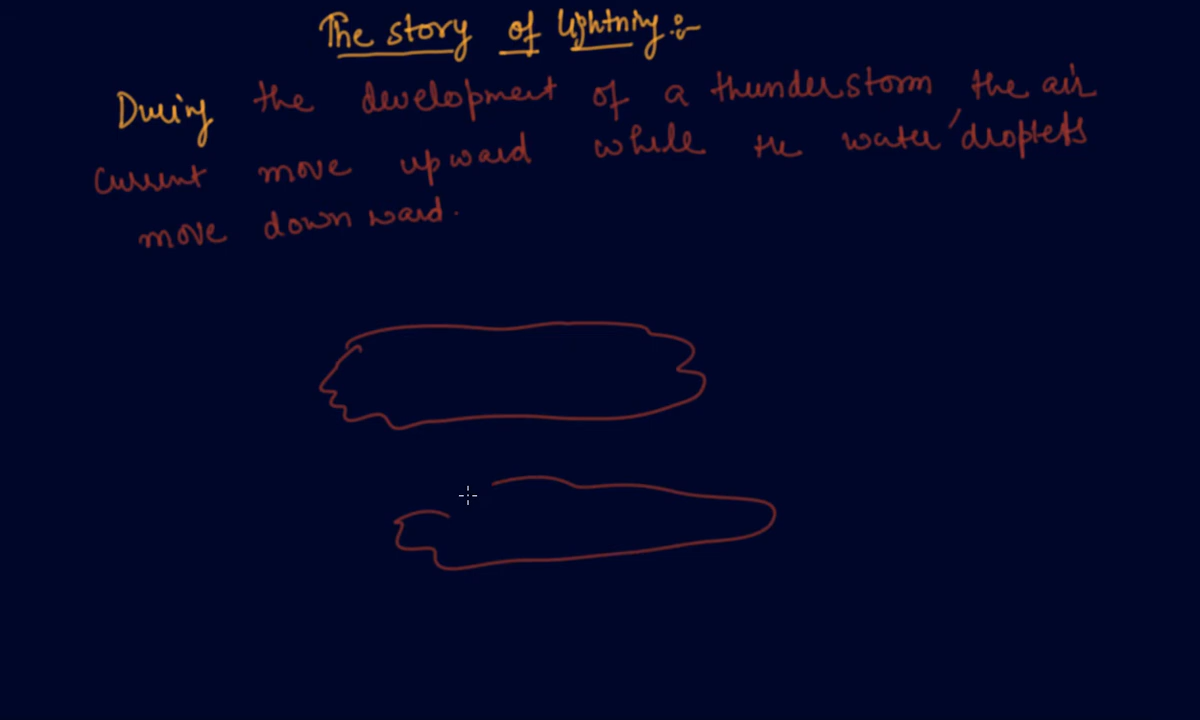 The story of lightning :-
During the development of a thunderstorm, the air
current move upward while the water droplets
move downward.